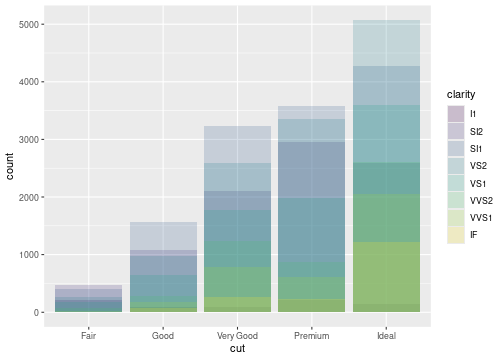 5000
4000
3000
2000
1000
0
count
Fair
Good
Very Good
Premium
Ideal
cut
clarity
I1
SI2
SI1
VS2
VS1
VVS2
VVS1
IF